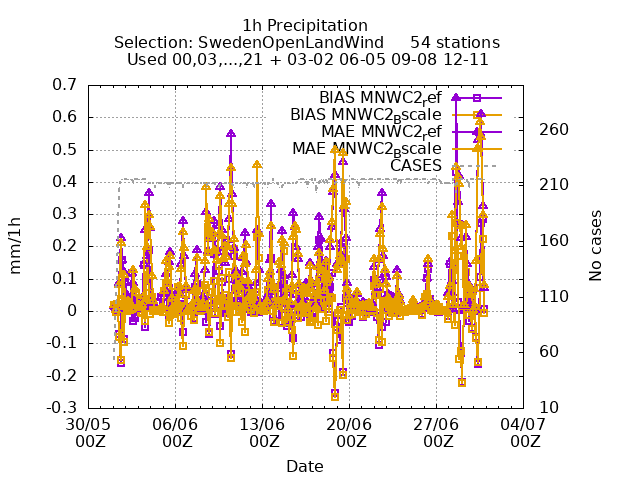 1h Precipitation
Selection: SwedenOpenLandWind 54 stations
Used 00,03,...,21 + 03-02 06-05 09-08 12-11
BIAS MNWC2ref
BIAS MNWC2Bscale
MAE MNWC2ref
MAE MNWC2Bscale
CASES
mm/1h
0.7
0.6
0.5
0.4
0.3
0.2
0.1
0
-0.1
-0.2
-0.3
No cases
260
210
160
110
60
10
30/05 06/06 13/06 20/06 27/06 04/07
00Z 00Z 00Z 00Z 00Z 00Z
Date